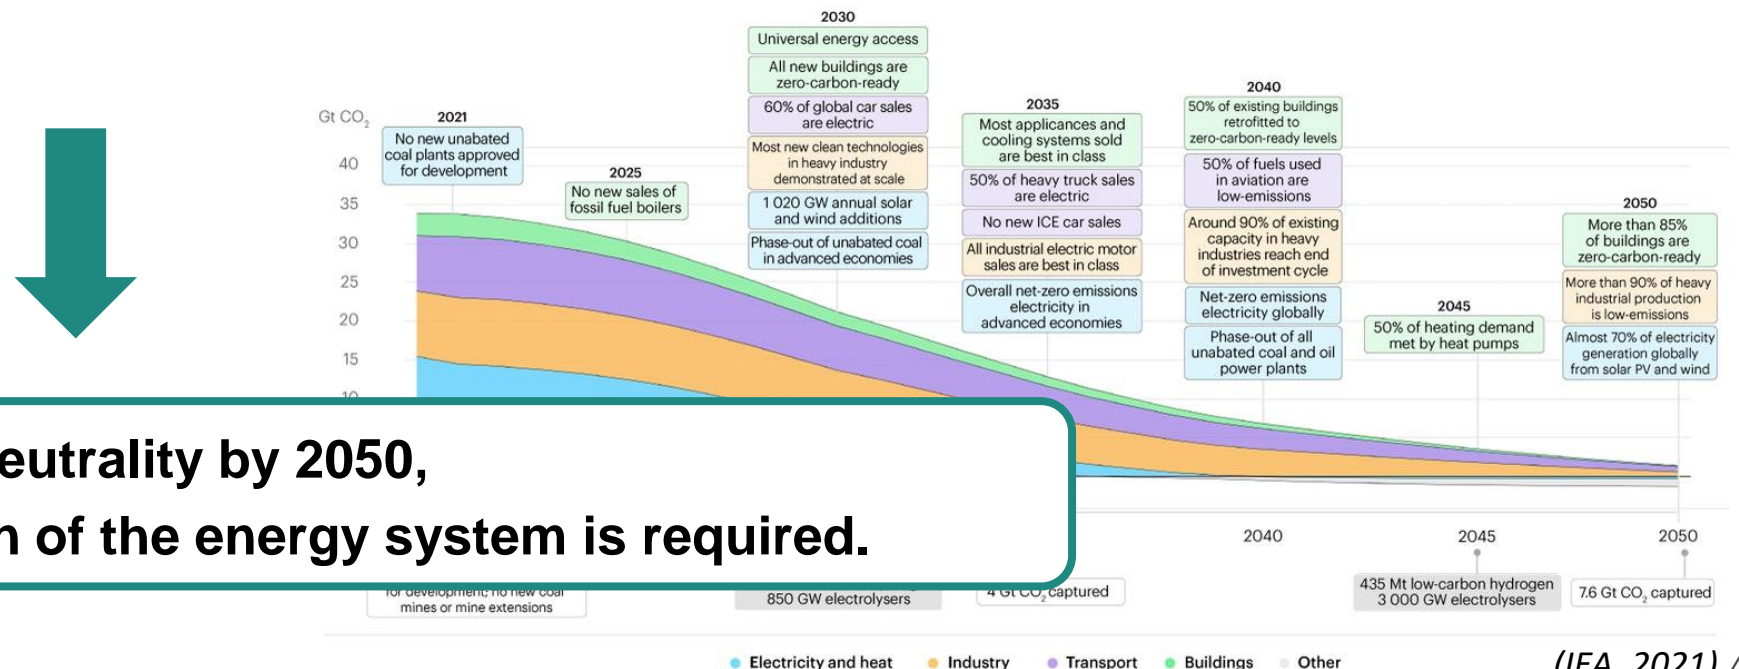 2030
Universal energy access
All new buildings are
zero-carbon-ready
60% of global car sales
are electric
Most new clean technologies
in heavy industry
demonstrated at scale
1 020 GW annual solar
and wind additions
Phase-out of unabated coal
in advanced economies
2040
50% of existing buildings
retrofitted to
zero-carbon-ready levels
50% of fuels used
in aviation are
low-emissions
Around 90% of existing
capacity in heavy
industries reach end
of investment cycle
Net-zero emissions
electricity globally
Phase-out of all
unabated coal and oil
power plants
2035
Most applicances and
cooling systems sold
are best in class
50% of heavy truck sales
are electric
No new ICE car sales
All industrial electric motor
sales are best in class
Overall net-zero emissions
electricity in
advanced economies
Gt CO2
2021
No new unabated
coal plants approved
for development
2025
No new sales of
fossil fuel boilers
2050
More than 85%
of buildings are
zero-carbon-ready
More than 90% of heavy
industrial production
is low-emissions
Almost 70% of electricity
generation globally
from solar PV and wind
2045
50% of heating demand
met by heat pumps
40
35
30
25
20
15
10
eutrality by 2050,
n of the energy system is required.
2040
2045
2050
for development; no new coal
mines or mine extensions
850 GW electrolysers
4 Gt CO2 captured
435 Mt low-carbon hydrogen
3 000 GW electrolysers
7.6 Gt CO2 captured
Electricity and heat
Industry
Transport
Buildings
Other
(IEA, 2021)